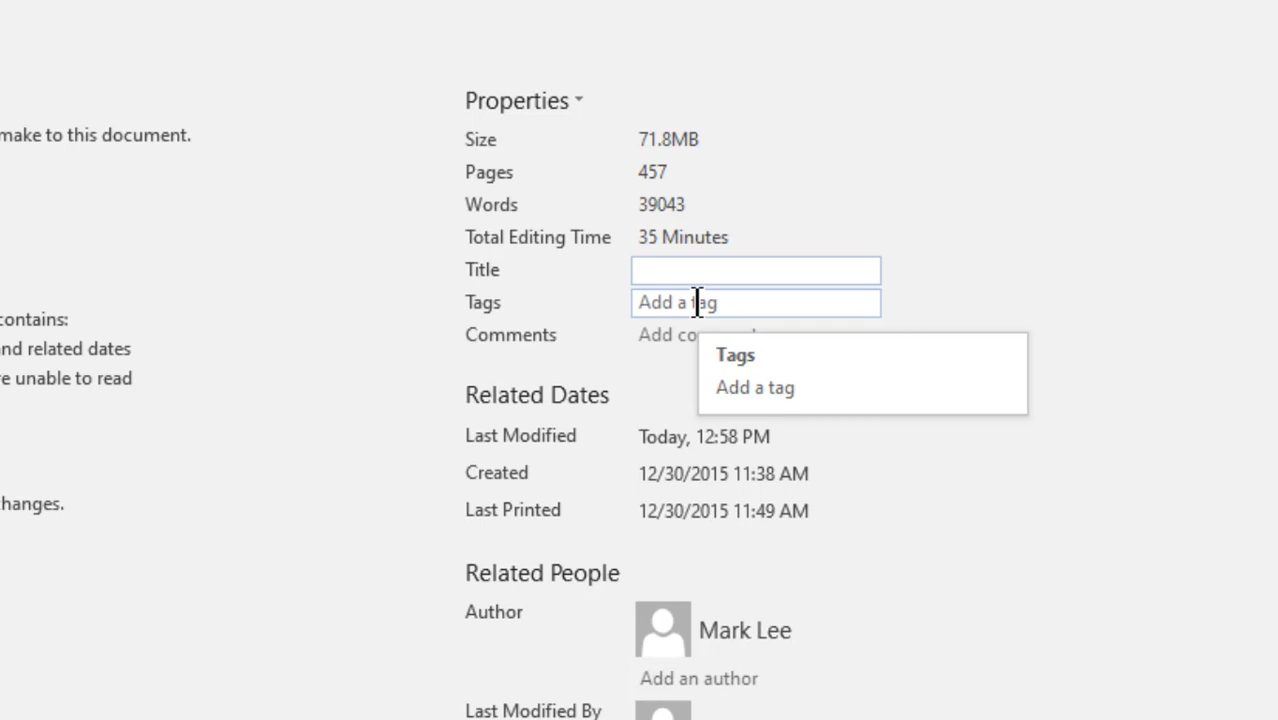 make to this document.
contains:
and related dates
e unable to read
hanges.
Properties
Size 71.8MB
Pages 457
Words 39043
Total Editing Time 35 Minutes
Title
Tags Add a tag
Comments Add
Tags
Add a tag
Related Dates
Last Modified Today, 12:58 PM
Created 12/30/2015 11:38 AM
Last Printed 12/30/2015 11:49 AM
Related People
Author Mark Lee
Add an author
Last Modified By